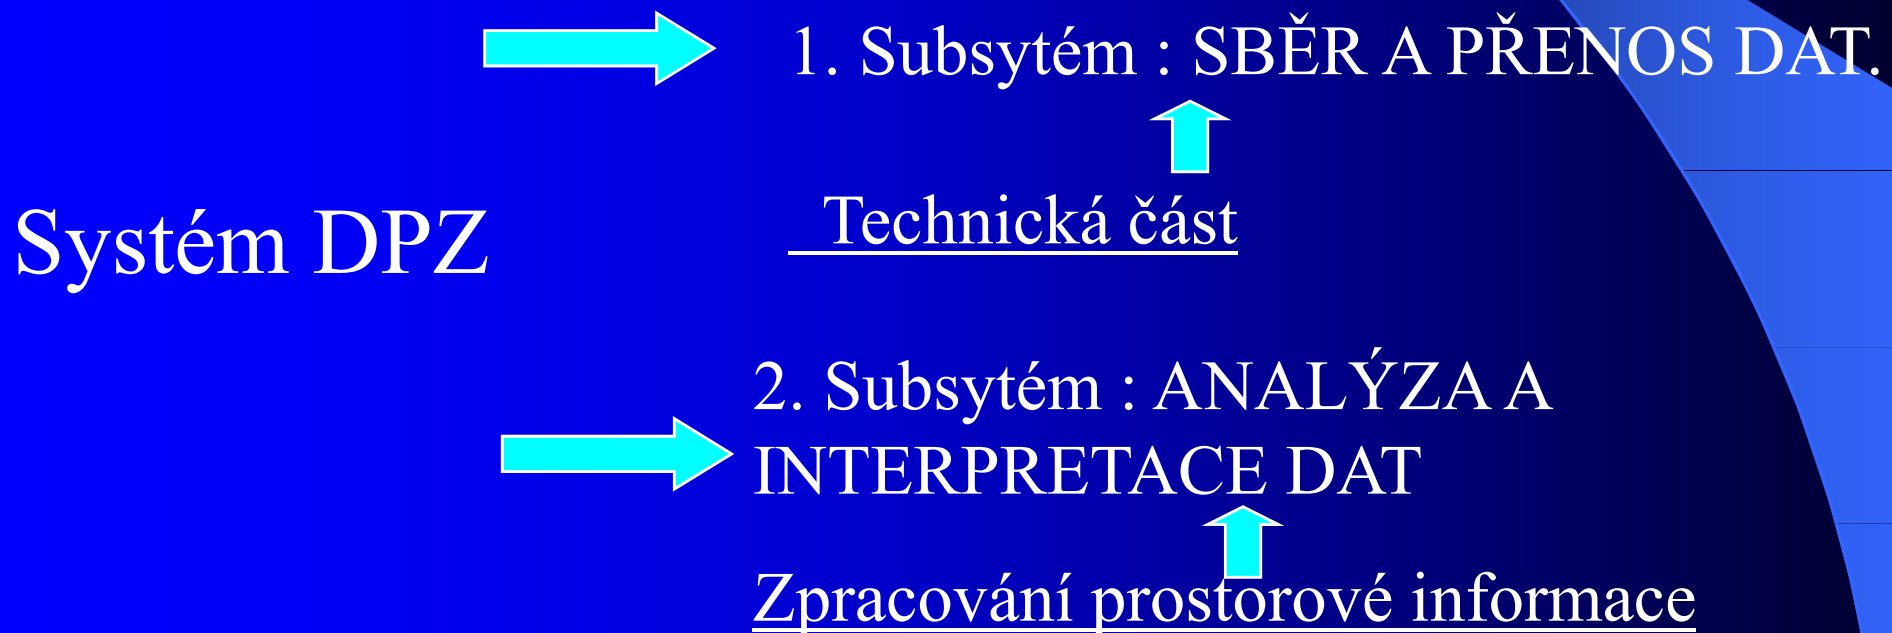 1. Subsytém : SBĚR A PŘENOS DAT.
Technická část
Systém DPZ
2. Subsytém : ANALÝZA A
INTERPRETACE DAT
Zpracování prostorové informace